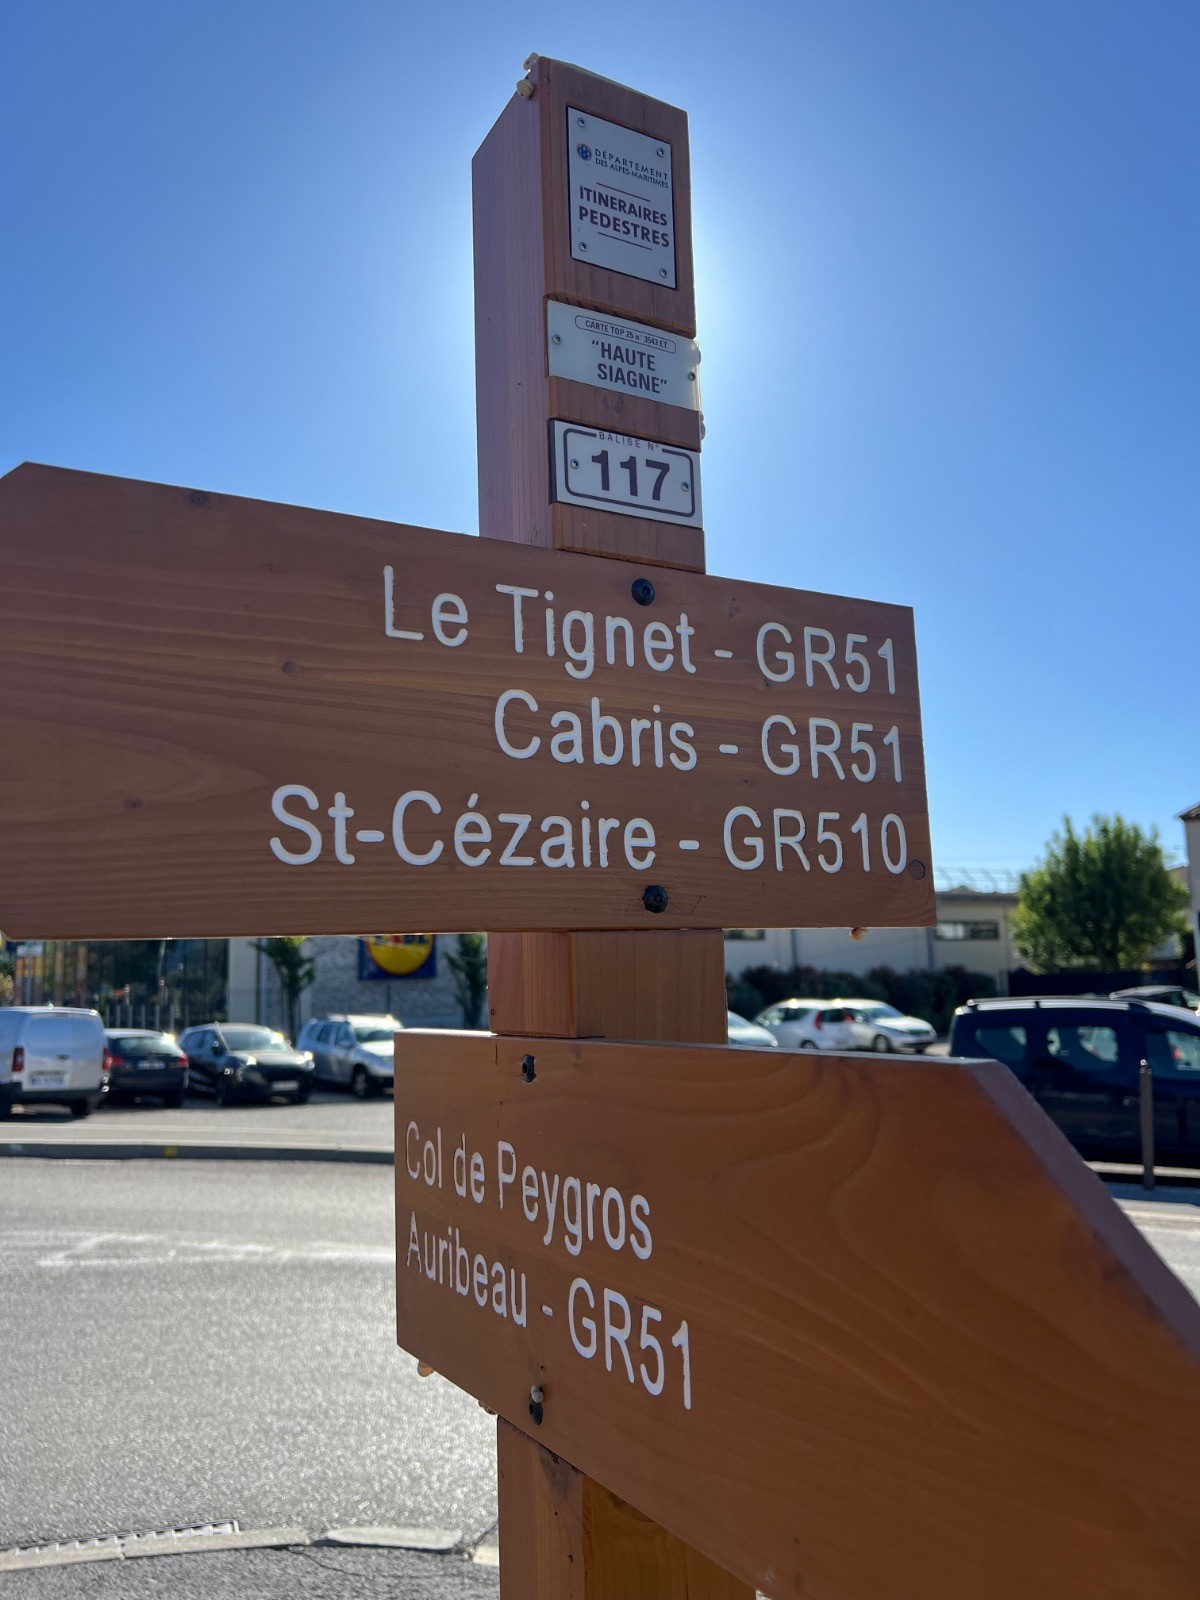 DÉPARTEMENT
DES ALPES-MARITIMES
ITINERAIRES
PEDESTRES
CARTE TOP 25 n° 3543 ET
"HAUTE
SIAGNE"
BALISE N°
117
Le Tignet - GR51
Cabris - GR51
St-Cézaire - GR510
Col de Peygros
Auribeau - GR51